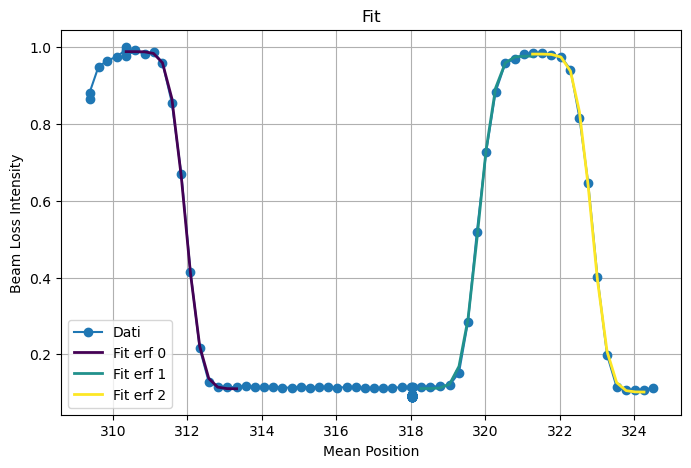 Fit
Beam Loss Intensity
1.0
0.8
0.6
0.4
0.2
Dati
Fit erf 0
Fit erf 1
Fit erf 2
310
312
314
316
318
320
322
324
Mean Position